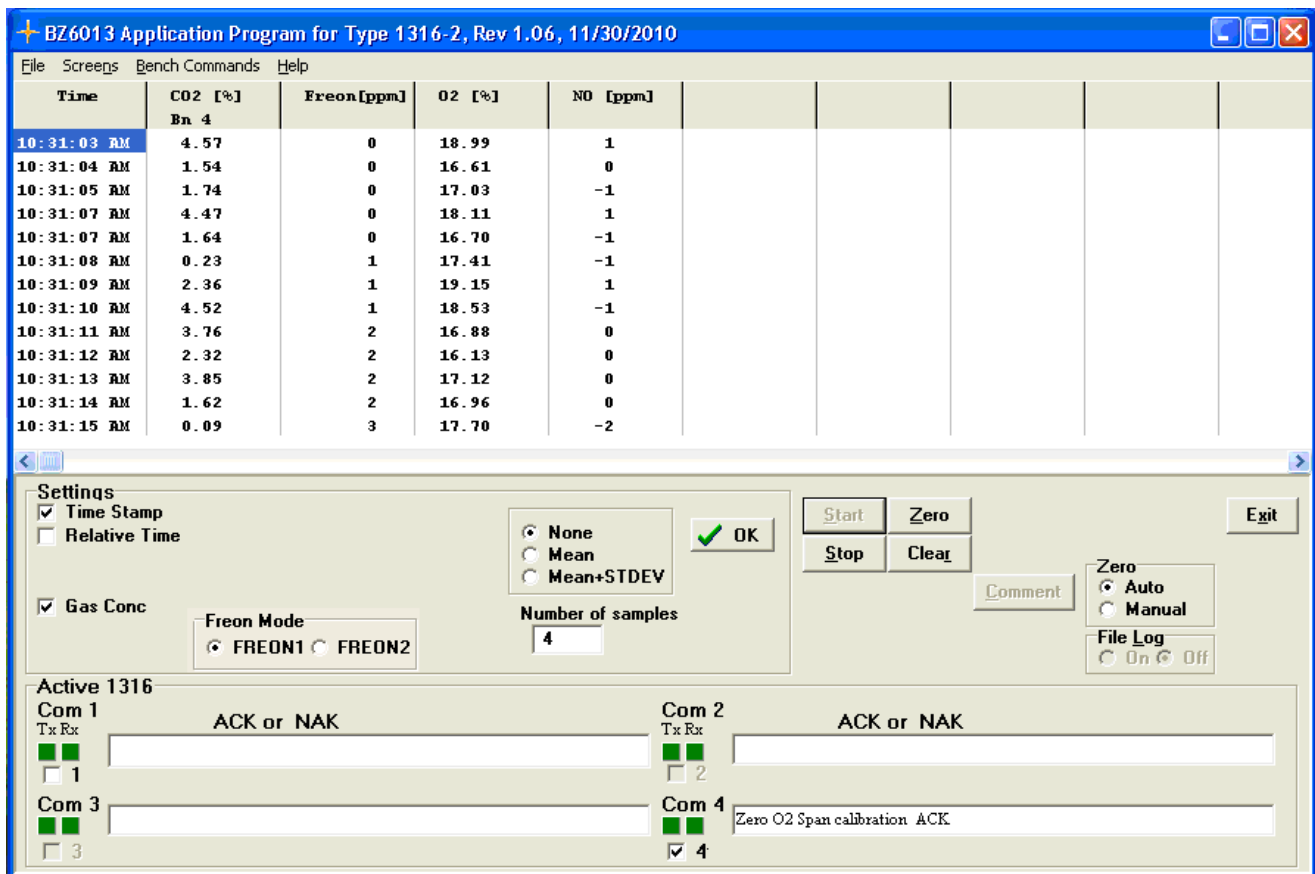 BZ6013 Application Program for Type 1316-2, Rev 1.06, 11/30/2010
File Screens Bench Commands Help
Time CO2 [%] Freon[ppm] O2 [%] NO [ppm]
Bn 4
10:31:03 AM 4.57 0 18.99 1
10:31:04 AM 1.54 0 16.61 0
10:31:05 AM 1.74 0 17.03 -1
10:31:07 AM 4.47 0 18.11 1
10:31:07 AM 1.64 0 16.70 -1
10:31:08 AM 0.23 1 17.41 -1
10:31:09 AM 2.36 1 19.15 1
10:31:10 AM 4.52 1 18.53 -1
10:31:11 AM 3.76 2 16.88 0
10:31:12 AM 2.32 2 16.13 0
10:31:13 AM 3.85 2 17.12 0
10:31:14 AM 1.62 2 16.96 0
10:31:15 AM 0.09 3 17.70 -2
Settings
Time Stamp
Relative Time
Gas Conc
Freon Mode
FREON1 FREON2
None
Mean
Mean+STDEV
OK
Number of samples
4
Start Zero
Stop Clear
Comment
Exit
Zero
Auto
Manual
File Log
On Off
Active 1316
Com 1
Tx Rx
ACK or NAK
1
Com 2
Tx Rx
ACK or NAK
2
Com 3
3
Com 4
Zero O2 Span calibration ACK
4